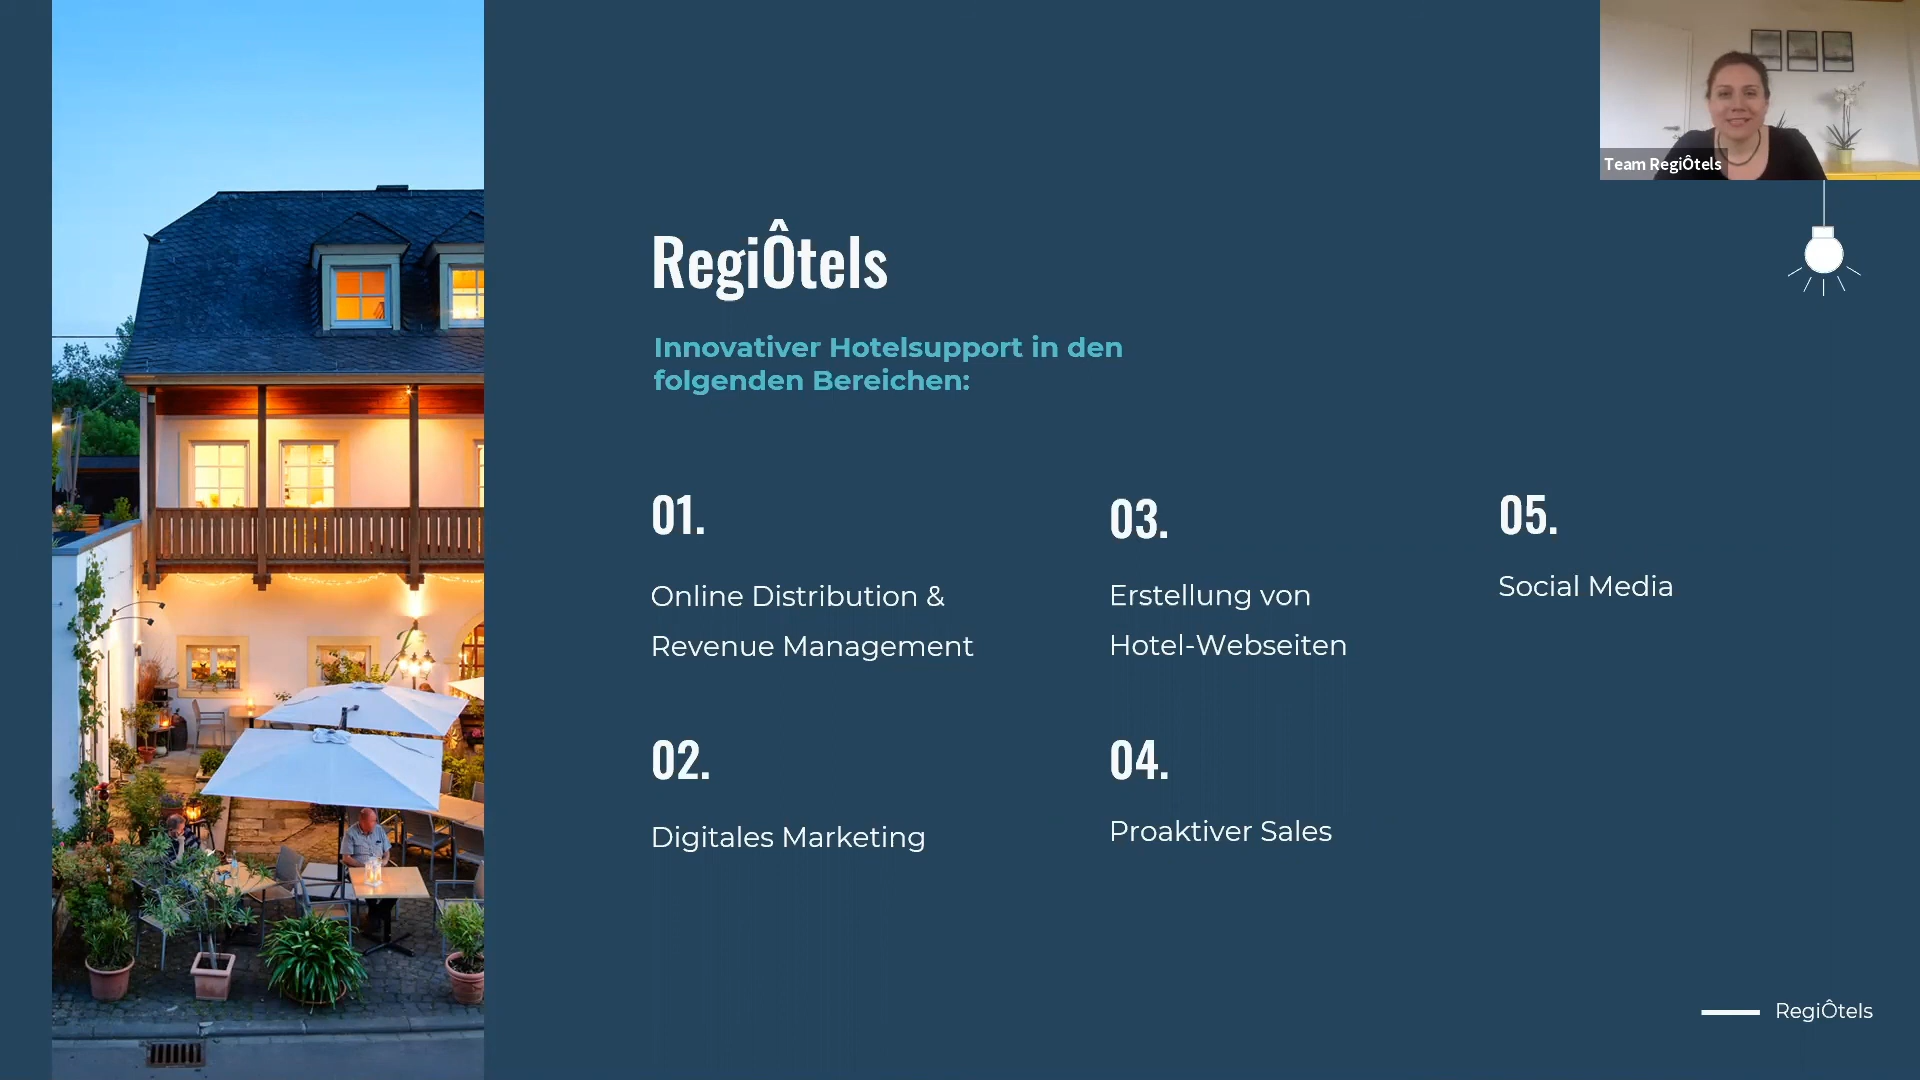 Team RegiÔtels
RegiÔtels
Innovativer Hotelsupport in den
folgenden Bereichen:
01.
Online Distribution &
Revenue Management
02.
Digitales Marketing
03.
Erstellung von
Hotel-Webseiten
04.
Proaktiver Sales
05.
Social Media
RegiÔtels